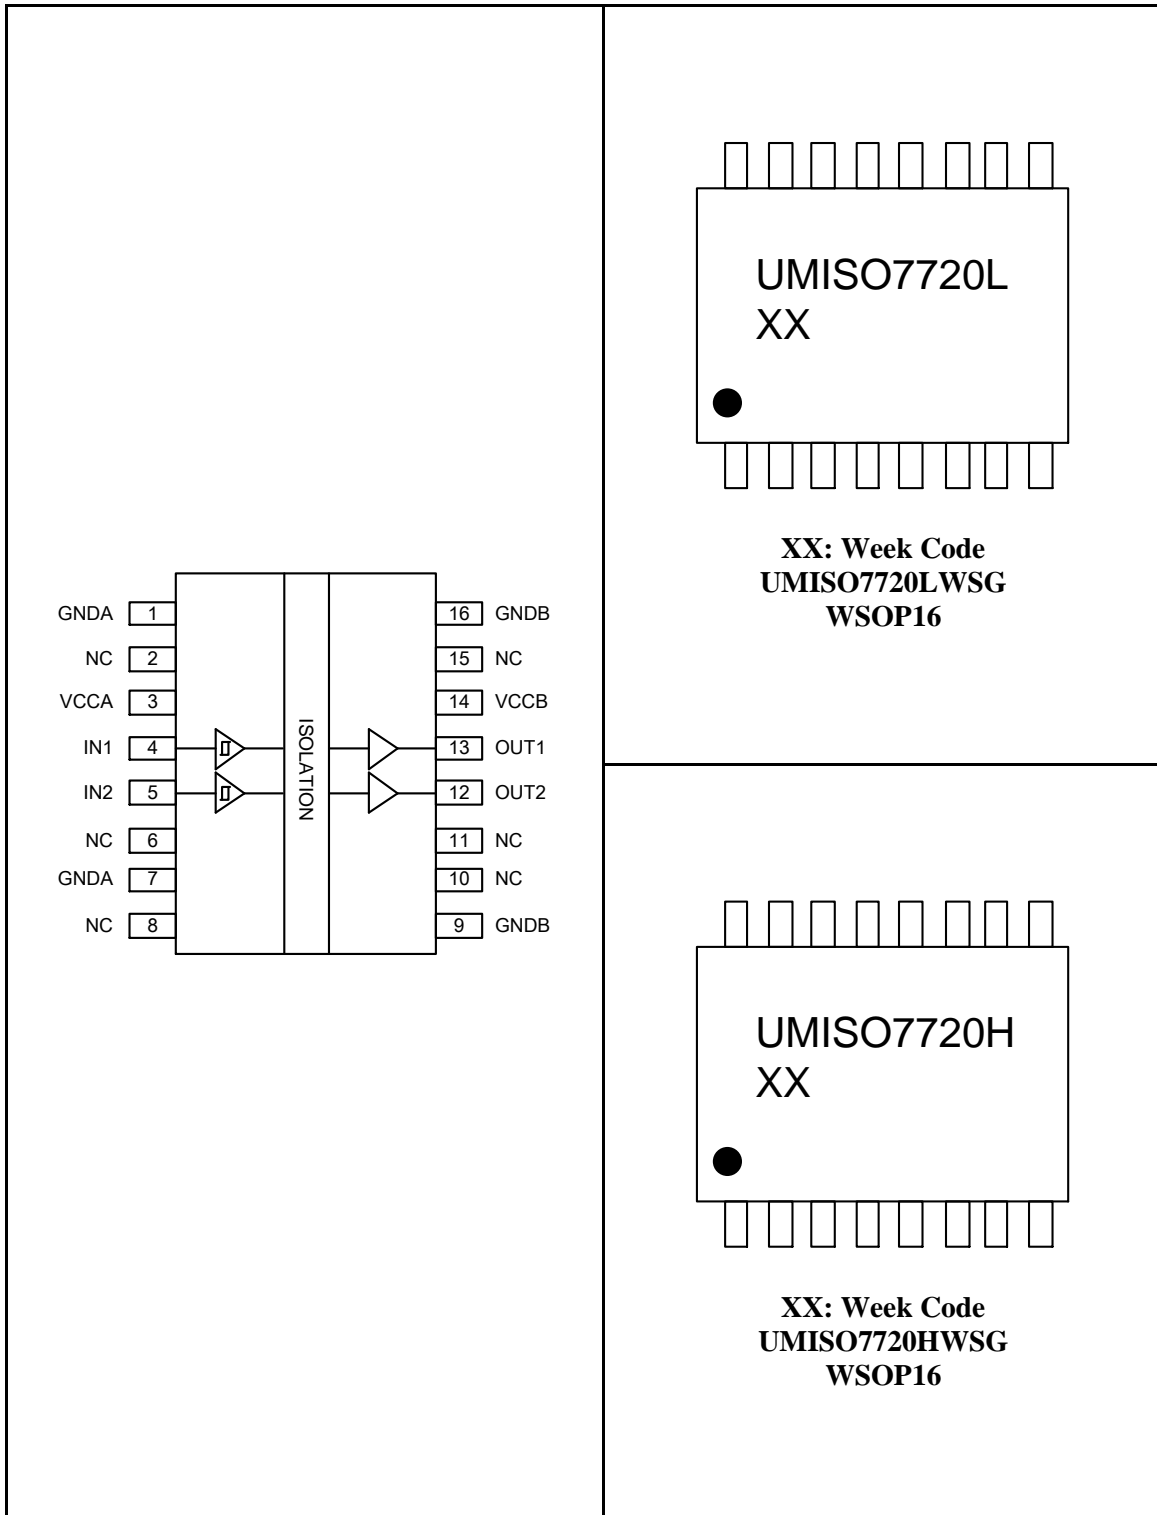 GNDA 1 16 GNDB
NC 2 15 NC
VCCA 3 14 VCCB
IN1 4 13 OUT1
IN2 5 12 OUT2
NC 6 11 NC
GNDA 7 10 NC
NC 8 9 GNDB
ISOLATION
UMISO7720L
XX
XX: Week Code
UMISO7720LWSG
WSOP16
UMISO7720H
XX
XX: Week Code
UMISO7720HWSG
WSOP16